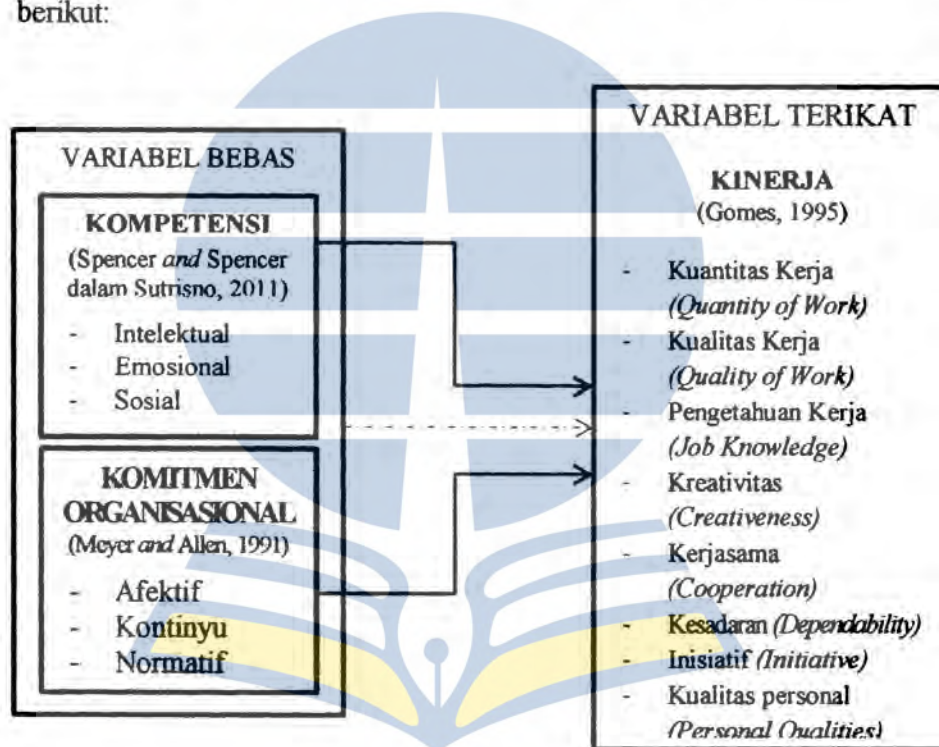 berikut:
VARIABEL BEBAS
KOMPETENSI
(Spencer and Spencer
dalam Sutrisno, 2011)
- Intelektual
- Emosional
- Sosial
KOMITMEN
ORGANISASIONAL
(Meyer and Allen, 1991)
- Afektif
- Kontinyu
- Normatif
VARIABEL TERIKAT
KINERJA
(Gomes, 1995)
- Kuantitas Kerja
(Quantity of Work)
- Kualitas Kerja
(Quality of Work)
- Pengetahuan Kerja
(Job Knowledge)
- Kreativitas
(Creativeness)
- Kerjasama
(Cooperation)
- Kesadaran (Dependability)
- Inisiatif (Initiative)
- Kualitas personal
(Personal Qualities)